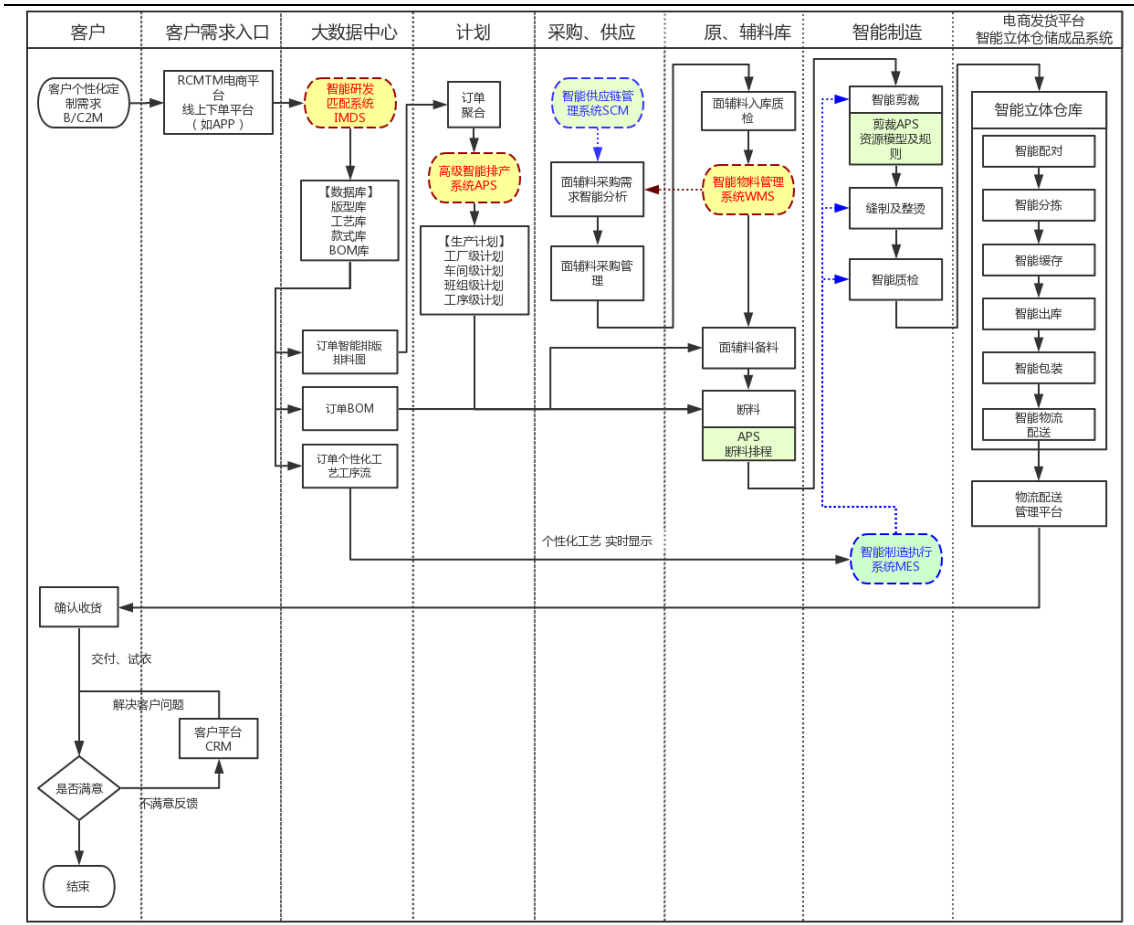 客户
客户需求入口
大数据中心
计划
采购、供应
原、辅料库
智能制造
电商发货平台
智能立体仓储成品系统
客户个性化定
制需求
B/C2M
RCMTM电商平
台
线上下单平台
（如APP）
智能研发
匹配系统
IMDS
【数据库】
版型库
工艺库
款式库
BOM库
订单智能排版
排料图
订单BOM
订单个性化工
艺工序流
订单
聚合
高级智能排产
系统APS
【生产计划】
工厂级计划
车间级计划
班组级计划
工序级计划
智能供应链管
理系统SCM
面辅料采购需
求智能分析
面辅料采购管
理
面辅料入库质
检
智能物料管理
系统WMS
面辅料备料
断料
APS
断料排程
智能剪裁
剪裁APS
资源模型及规
则
缝制及整烫
智能质检
智能立体仓库
智能配对
智能分拣
智能缓存
智能出库
智能包装
智能物流
配送
物流配送
管理平台
个性化工艺 实时显示
智能制造执行
系统MES
确认收货
交付、试衣
解决客户问题
客户平台
CRM
是否满意
不满意反馈
结束